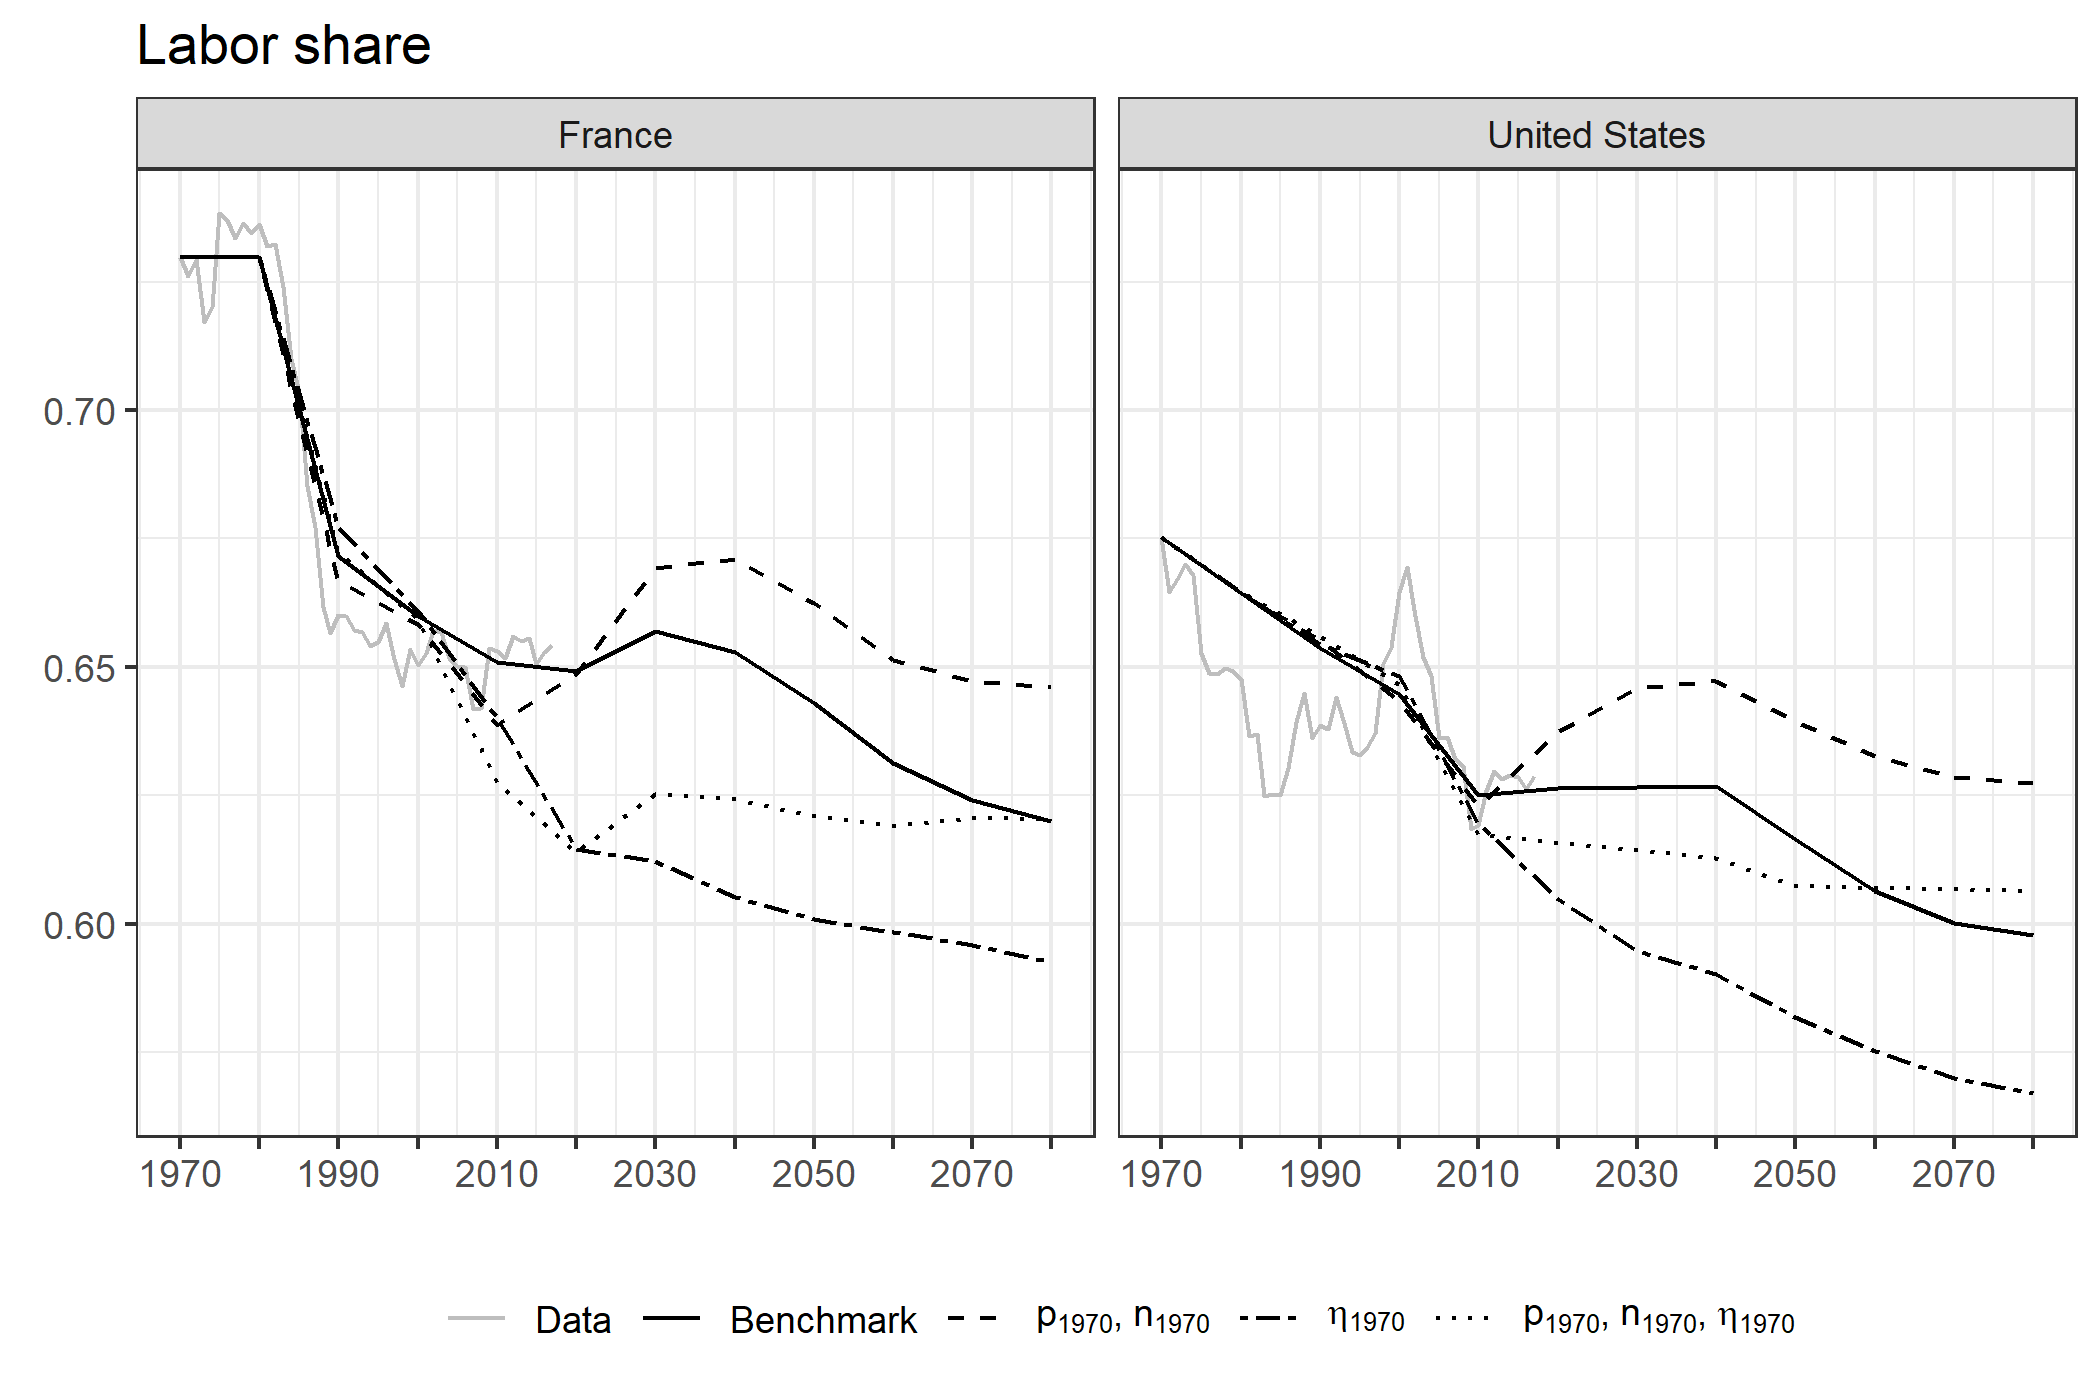 Labor share
France
United States
0.70
0.65
0.60
1970 1990 2010 2030 2050 2070
1970 1990 2010 2030 2050 2070
Data Benchmark p₁₉₇₀, n₁₉₇₀ η₁₉₇₀ p₁₉₇₀, n₁₉₇₀, η₁₉₇₀